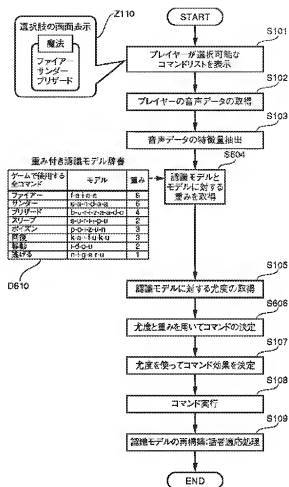 START
Z110
選択肢の画面表示
魔法
ファイアー
サンダー
ブリザード
S101
プレイヤーが選択可能な
コマンドリストを表示
S102
プレイヤーの音声データの取得
S103
音声データの特徴量抽出
S604
認識モデルと
モデルに対する
重みを取得
重み付き認識モデル辞書
ゲームで使用する
全コマンド
モデル
重み
ファイアー
サンダー
s-a-n-d-a-a
5
ブリザード
4
スリープ
2
ポイズン
p-o-i-z-u-n
3
回復
k-a-i-f-u-k-u
移動
i-d-o-u
2
逃げる
n-i-g-e-r-u
1
D610
S105
認識モデルに対する尤度の取得
S606
尤度と重みを用いてコマンドの決定
S107
尤度を使ってコマンド効果を決定
S108
コマンド実行
S109
認識モデルの再構築:話者適応処理
END